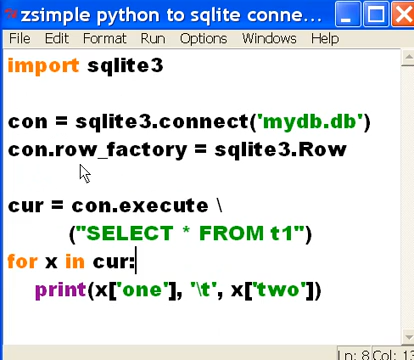 zsimple python to sqlite conne...
File Edit Format Run Options Windows Help
import sqlite3
con = sqlite3.connect('mydb.db')
con.row_factory = sqlite3.Row
cur = con.execute \
("SELECT * FROM t1")
for x in cur:
print(x['one'], '\t', x['two'])
Ln: 8 Col: 13